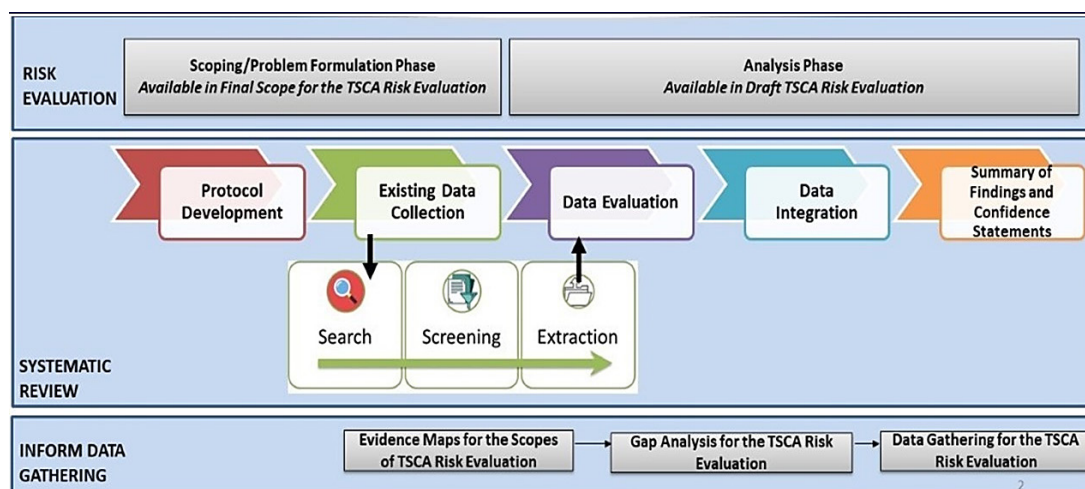 RISK
EVALUATION
Scoping/Problem Formulation Phase
Available in Final Scope for the TSCA Risk Evaluation
Analysis Phase
Available in Draft TSCA Risk Evaluation
Protocol
Development
Existing Data
Collection
Data Evaluation
Data
Integration
Summary of
Findings and
Confidence
Statements
Search
Screening
Extraction
SYSTEMATIC
REVIEW
INFORM DATA
GATHERING
Evidence Maps for the Scopes
of TSCA Risk Evaluation
Gap Analysis for the TSCA Risk
Evaluation
Data Gathering for the TSCA
Risk Evaluation
2